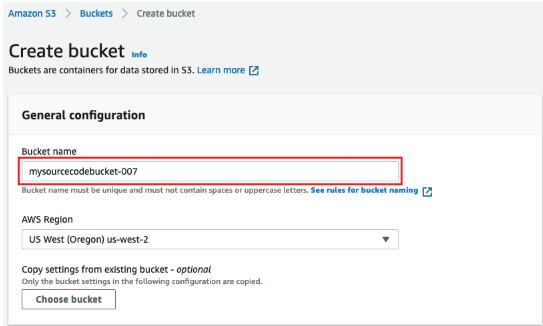 Amazon S3 > Buckets > Create bucket
Create bucket Info
Buckets are containers for data stored in S3. Learn more
General configuration
Bucket name
mysourcecodebucket-007
Bucket name must be unique and must not contain spaces or uppercase letters. See rules for bucket naming
AWS Region
US West (Oregon) us-west-2
Copy settings from existing bucket - optional
Only the bucket settings in the following configuration are copied.
Choose bucket